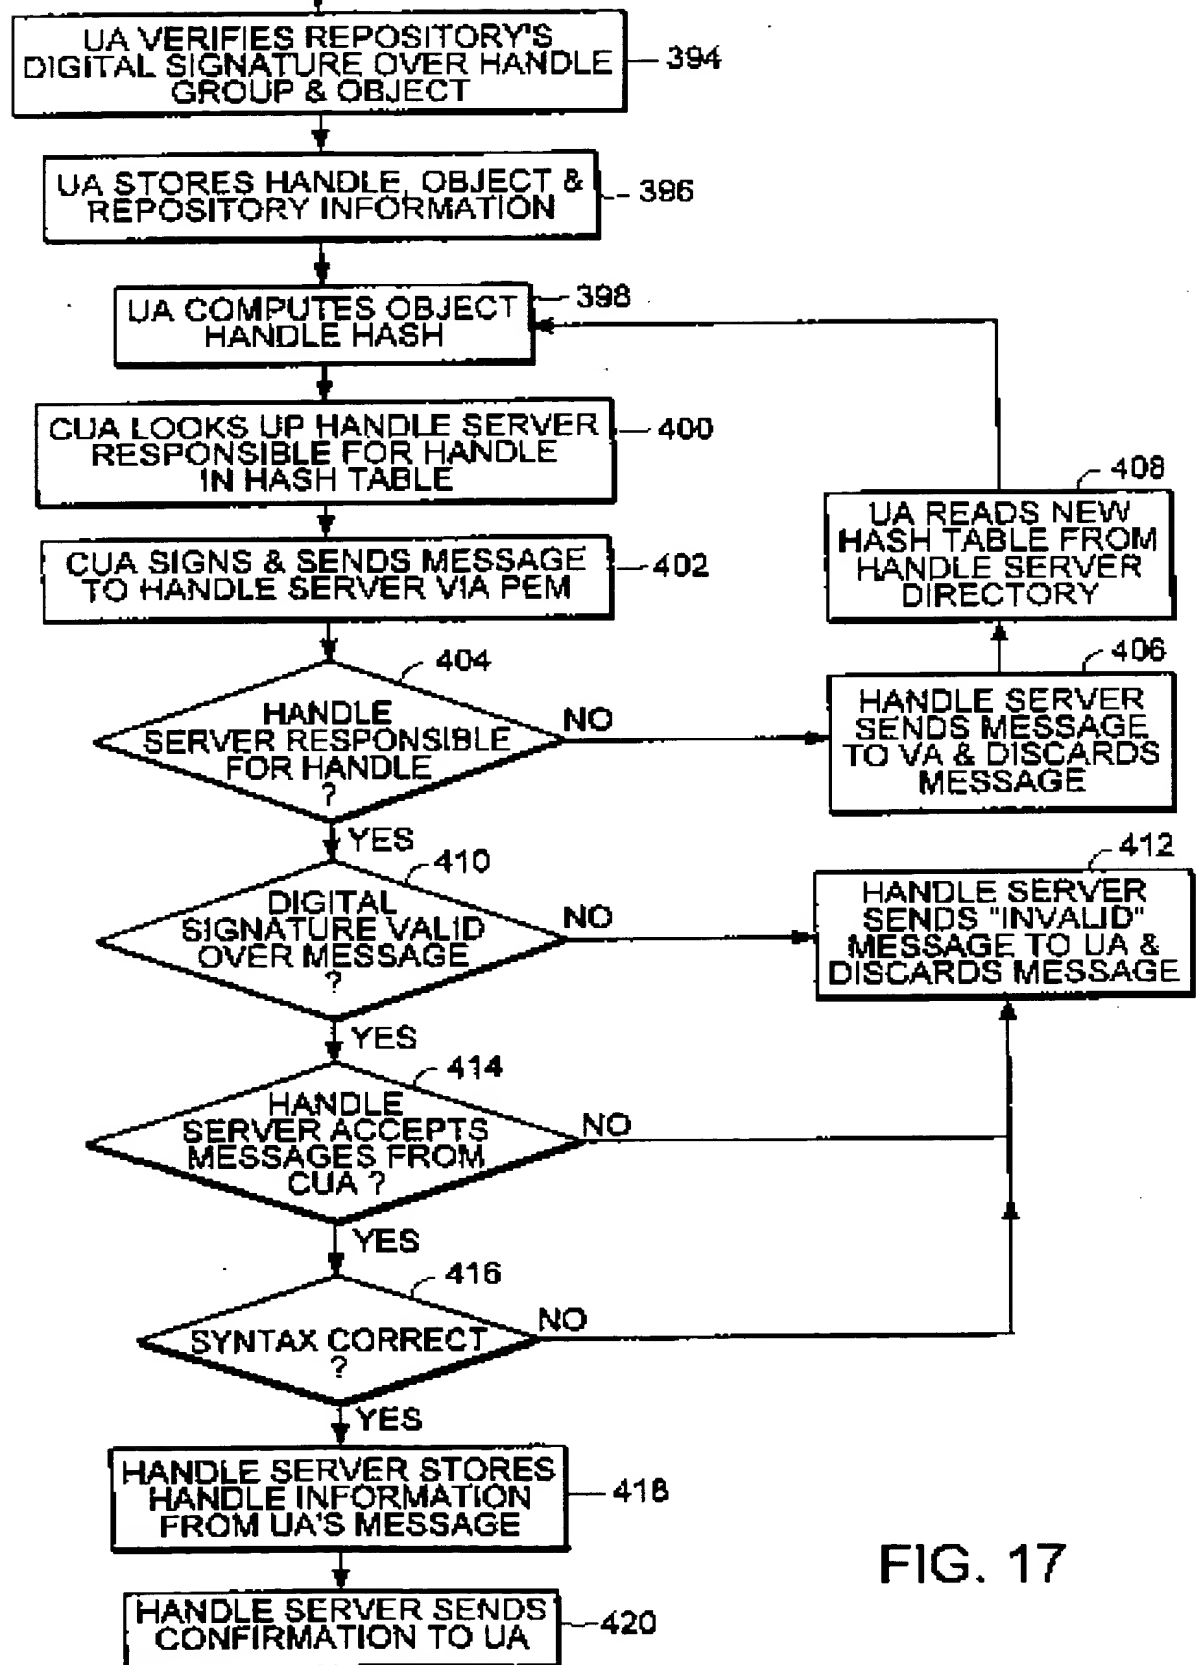 UA VERIFIES REPOSITORY'S
DIGITAL SIGNATURE OVER HANDLE
GROUP & OBJECT
394
UA STORES HANDLE, OBJECT &
REPOSITORY INFORMATION
396
UA COMPUTES OBJECT
HANDLE HASH
398
CUA LOOKS UP HANDLE SERVER
RESPONSIBLE FOR HANDLE
IN HASH TABLE
400
CUA SIGNS & SENDS MESSAGE
TO HANDLE SERVER VIA PEM
402
404
HANDLE
SERVER RESPONSIBLE
FOR HANDLE
?
NO
YES
406
HANDLE SERVER
SENDS MESSAGE
TO VA & DISCARDS
MESSAGE
408
UA READS NEW
HASH TABLE FROM
HANDLE SERVER
DIRECTORY
410
DIGITAL
SIGNATURE VALID
OVER MESSAGE
?
NO
YES
412
HANDLE SERVER
SENDS "INVALID"
MESSAGE TO UA &
DISCARDS MESSAGE
414
HANDLE
SERVER ACCEPTS
MESSAGES FROM
CUA ?
NO
YES
416
SYNTAX CORRECT
?
NO
YES
HANDLE SERVER STORES
HANDLE INFORMATION
FROM UA'S MESSAGE
418
HANDLE SERVER SENDS
CONFIRMATION TO UA
420
FIG. 17